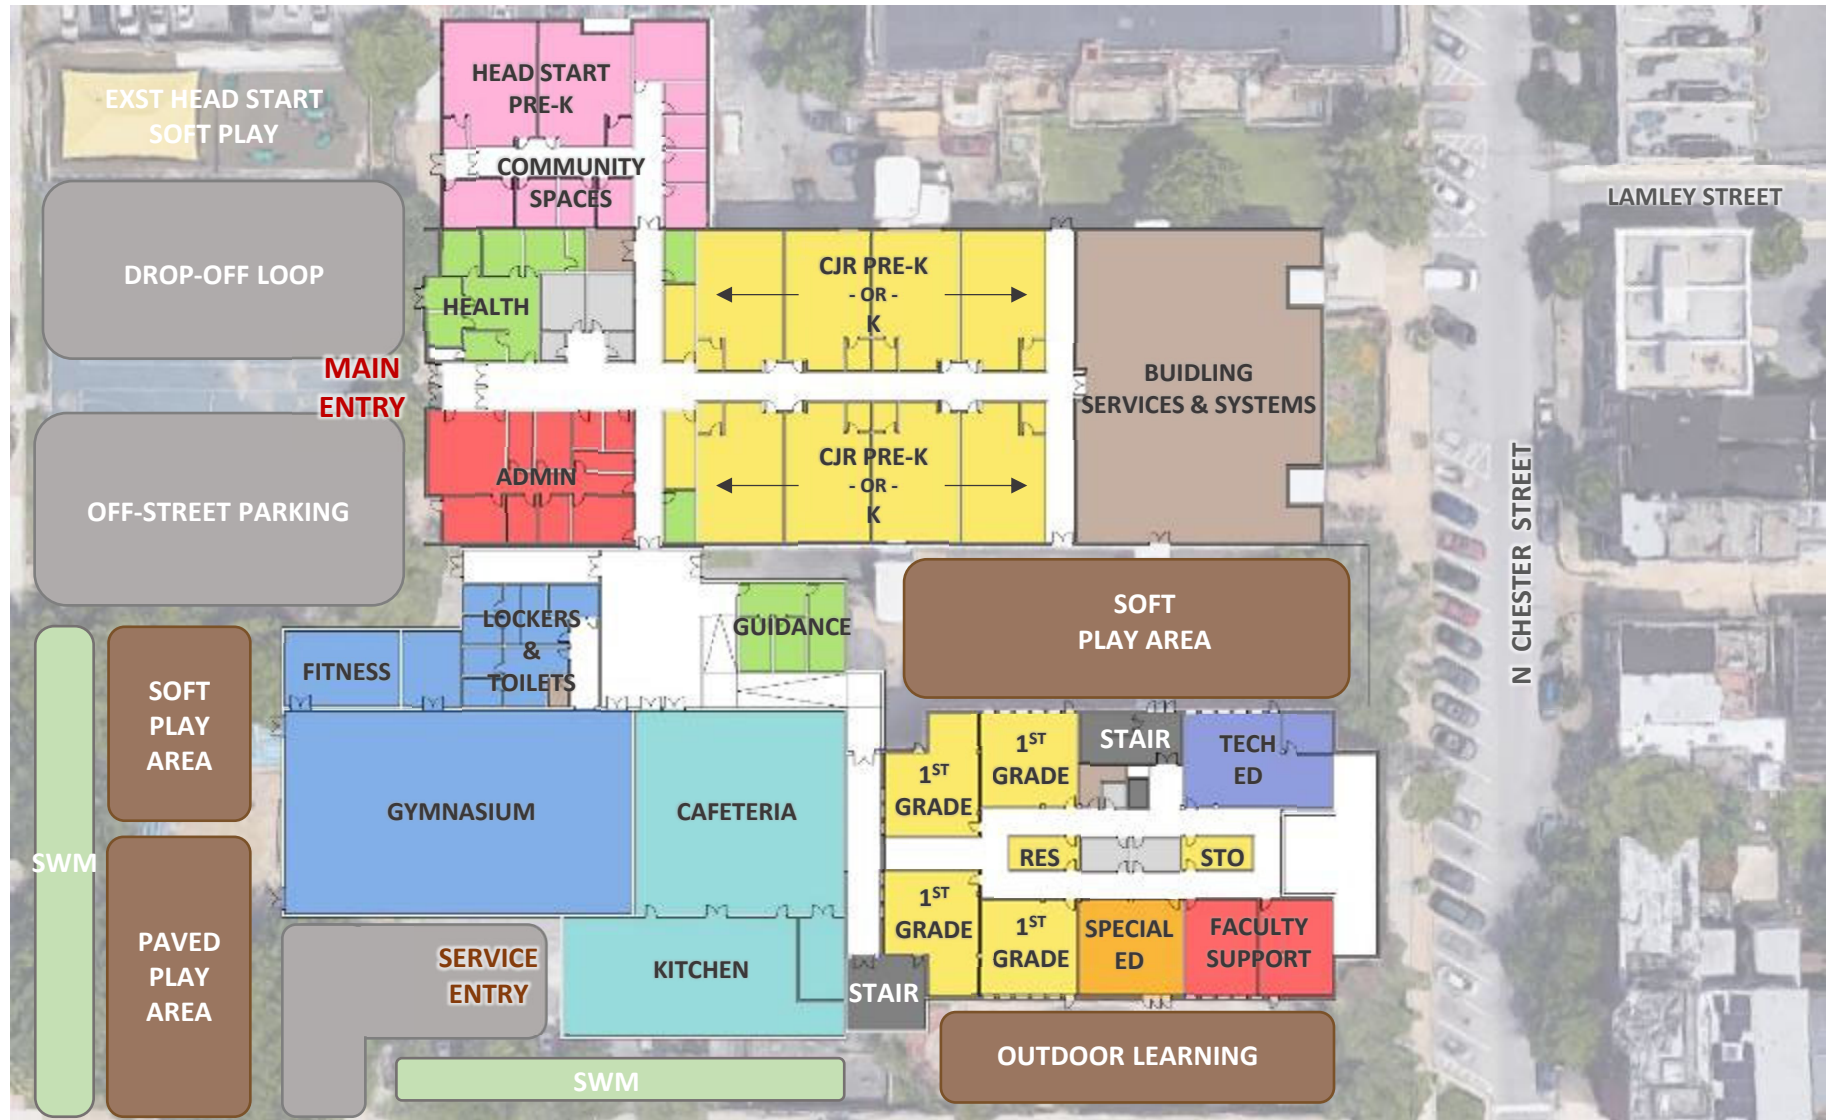 EXST HEAD START
SOFT PLAY
HEAD START
PRE-K
COMMUNITY
SPACES
LAMLEY STREET
DROP-OFF LOOP
HEALTH
CJR PRE-K
- OR -
K
MAIN
ENTRY
BUIDLING
SERVICES & SYSTEMS
OFF-STREET PARKING
ADMIN
CJR PRE-K
- OR -
K
N CHESTER STREET
LOCKERS
&
TOILETS
GUIDANCE
SOFT
PLAY AREA
FITNESS
SOFT
PLAY
AREA
GYMNASIUM
CAFETERIA
1ST
GRADE
1ST
GRADE
STAIR
TECH
ED
SWM
RES
STO
PAVED
PLAY
AREA
SERVICE
ENTRY
KITCHEN
STAIR
1ST
GRADE
1ST
GRADE
SPECIAL
ED
FACULTY
SUPPORT
SWM
OUTDOOR LEARNING